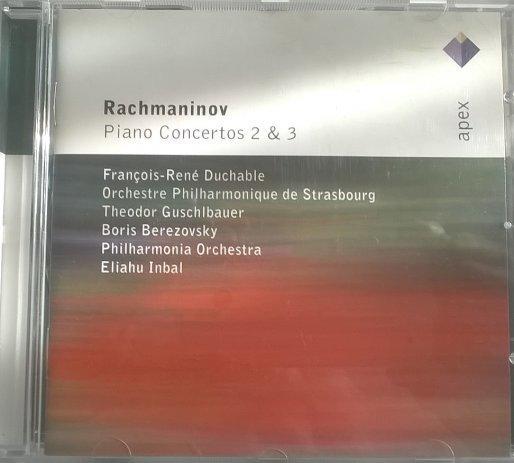 Rachmaninov
Piano Concertos 2 & 3
apex
François-René Duchable
Orchestre Philharmonique de Strasbourg
Theodor Guschlbauer
Boris Berezovsky
Philharmonia Orchestra
Eliahu Inbal